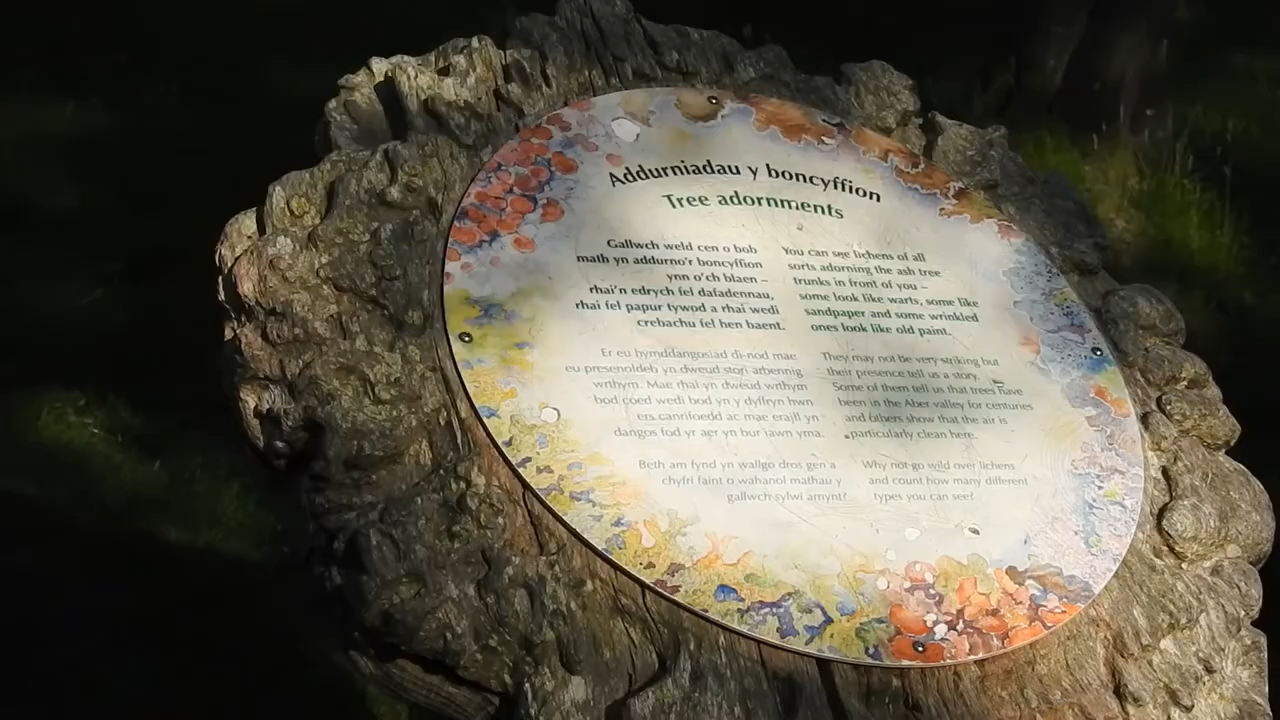 Addurniadau y boncyffion
Tree adornments
Gallwch weld cen o bob
math yn addurno'r boncyffion
ynn o'ch blaen –
rhai'n edrych fel dafadennau,
rhai fel papur tywod a rhai wedi
crebachu fel hen baent.
Er eu hymddangosiad di-nod mae
eu presenoldeb yn dweud stori arbennig
wrthym. Mae rhai yn dweud wrthym
bod coed wedi bod yn y dyffryn hwn
ers canrifoedd ac mae eraill yn
dangos fod yr aer yn bur iawn yma.
Beth am fynd yn wallgo dros gen a
chyfri faint o wahanol mathau y
gallwch sylwi arnynt?
You can see lichens of all
sorts adorning the ash tree
trunks in front of you –
some look like warts, some like
sandpaper and some wrinkled
ones look like old paint.
They may not be very striking but
their presence tell us a story.
Some of them tell us that trees have
been in the Aber valley for centuries
and others show that the air is
particularly clean here.
Why not go wild over lichens
and count how many different
types you can see?